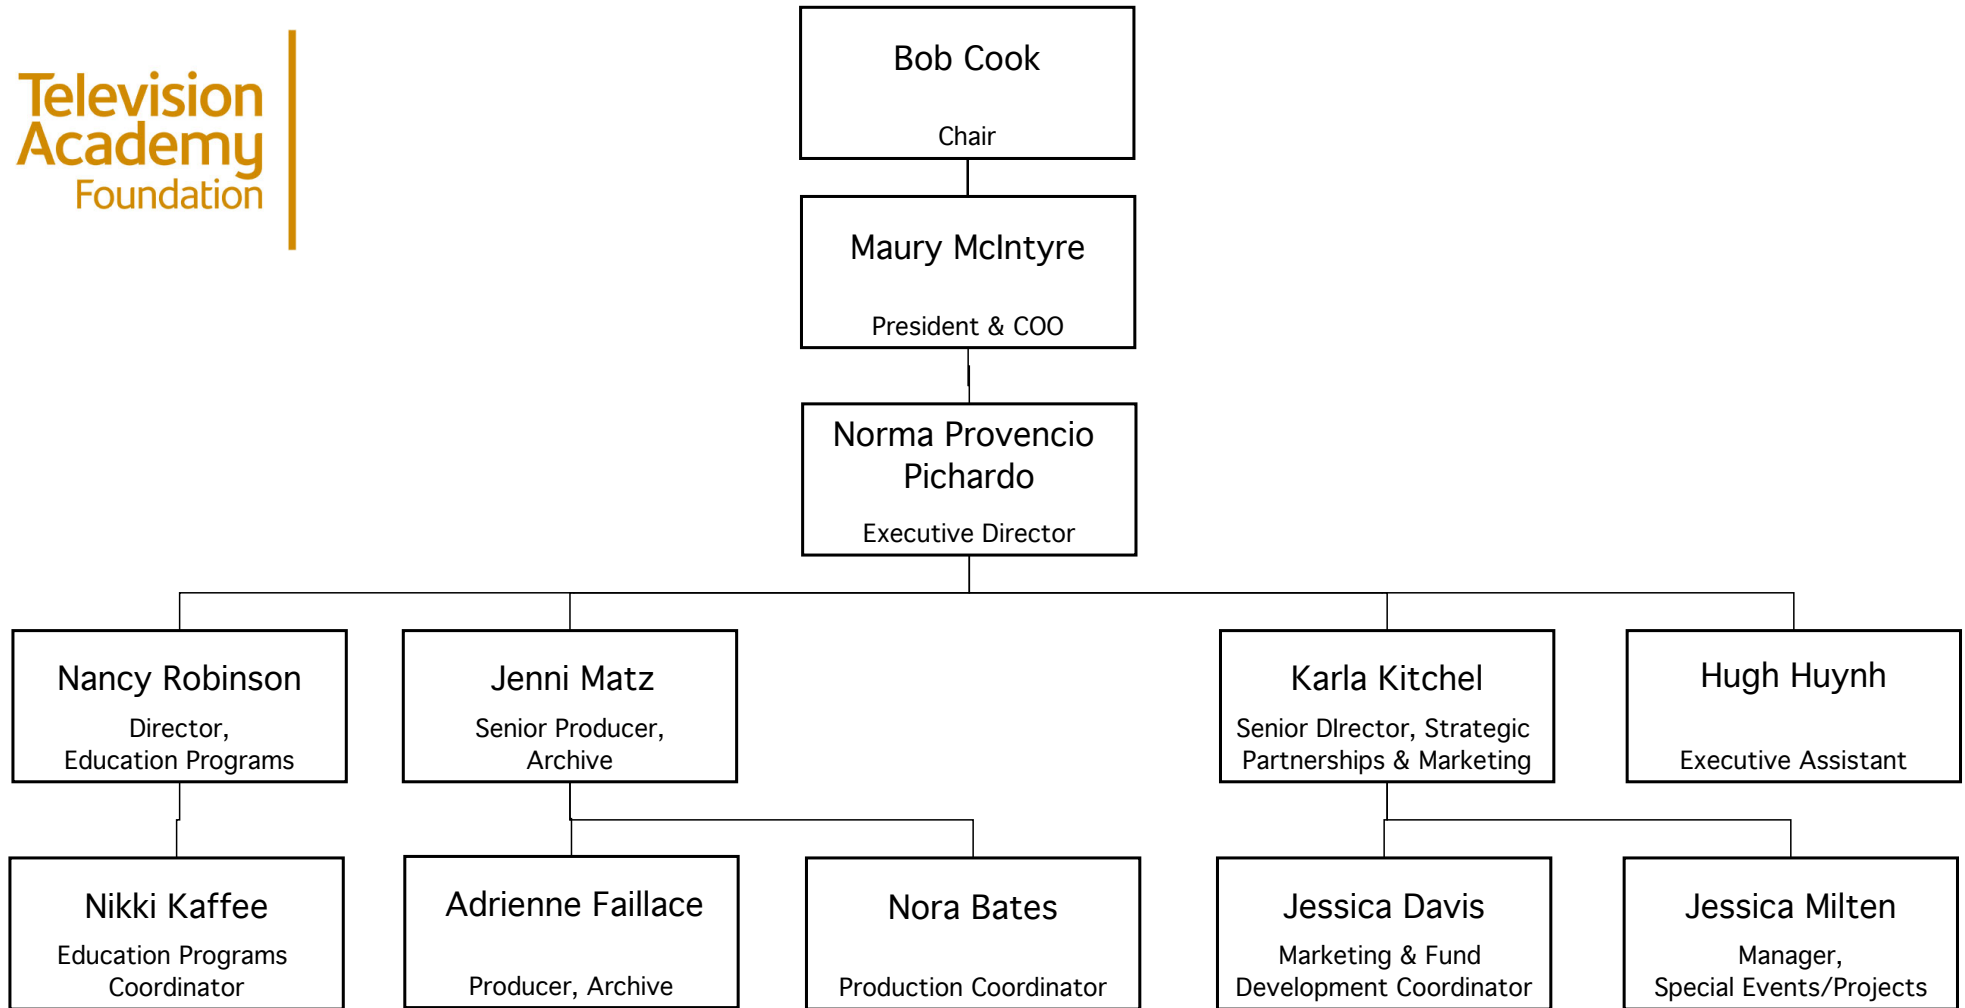 Television
Academy
Foundation
Bob Cook
Chair
Maury McIntyre
President & COO
Norma Provencio
Pichardo
Executive Director
Nancy Robinson
Director,
Education Programs
Jenni Matz
Senior Producer,
Archive
Karla Kitchel
Senior DIrector, Strategic
Partnerships & Marketing
Hugh Huynh
Executive Assistant
Nikki Kaffee
Education Programs
Coordinator
Adrienne Faillace
Producer, Archive
Nora Bates
Production Coordinator
Jessica Davis
Marketing & Fund
Development Coordinator
Jessica Milten
Manager,
Special Events/Projects